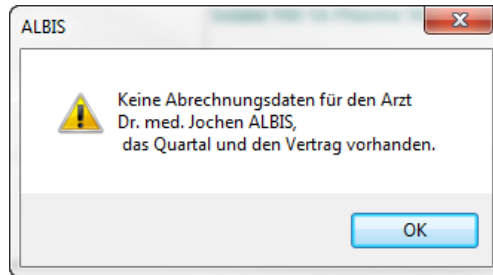 ALBIS
Keine Abrechnungsdaten für den Arzt
Dr. med. Jochen ALBIS,
das Quartal und den Vertrag vorhanden.
OK